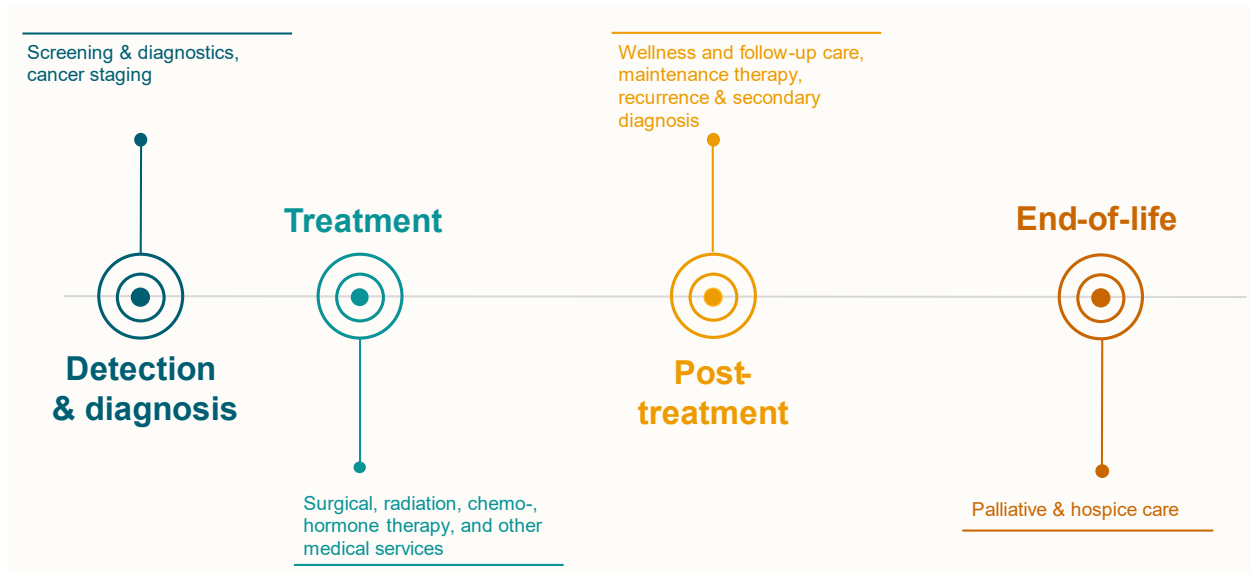 Screening & diagnostics,
cancer staging
Detection
& diagnosis
Treatment
Surgical, radiation, chemo-,
hormone therapy, and other
medical services
Wellness and follow-up care,
maintenance therapy,
recurrence & secondary
diagnosis
Post-
treatment
End-of-life
Palliative & hospice care